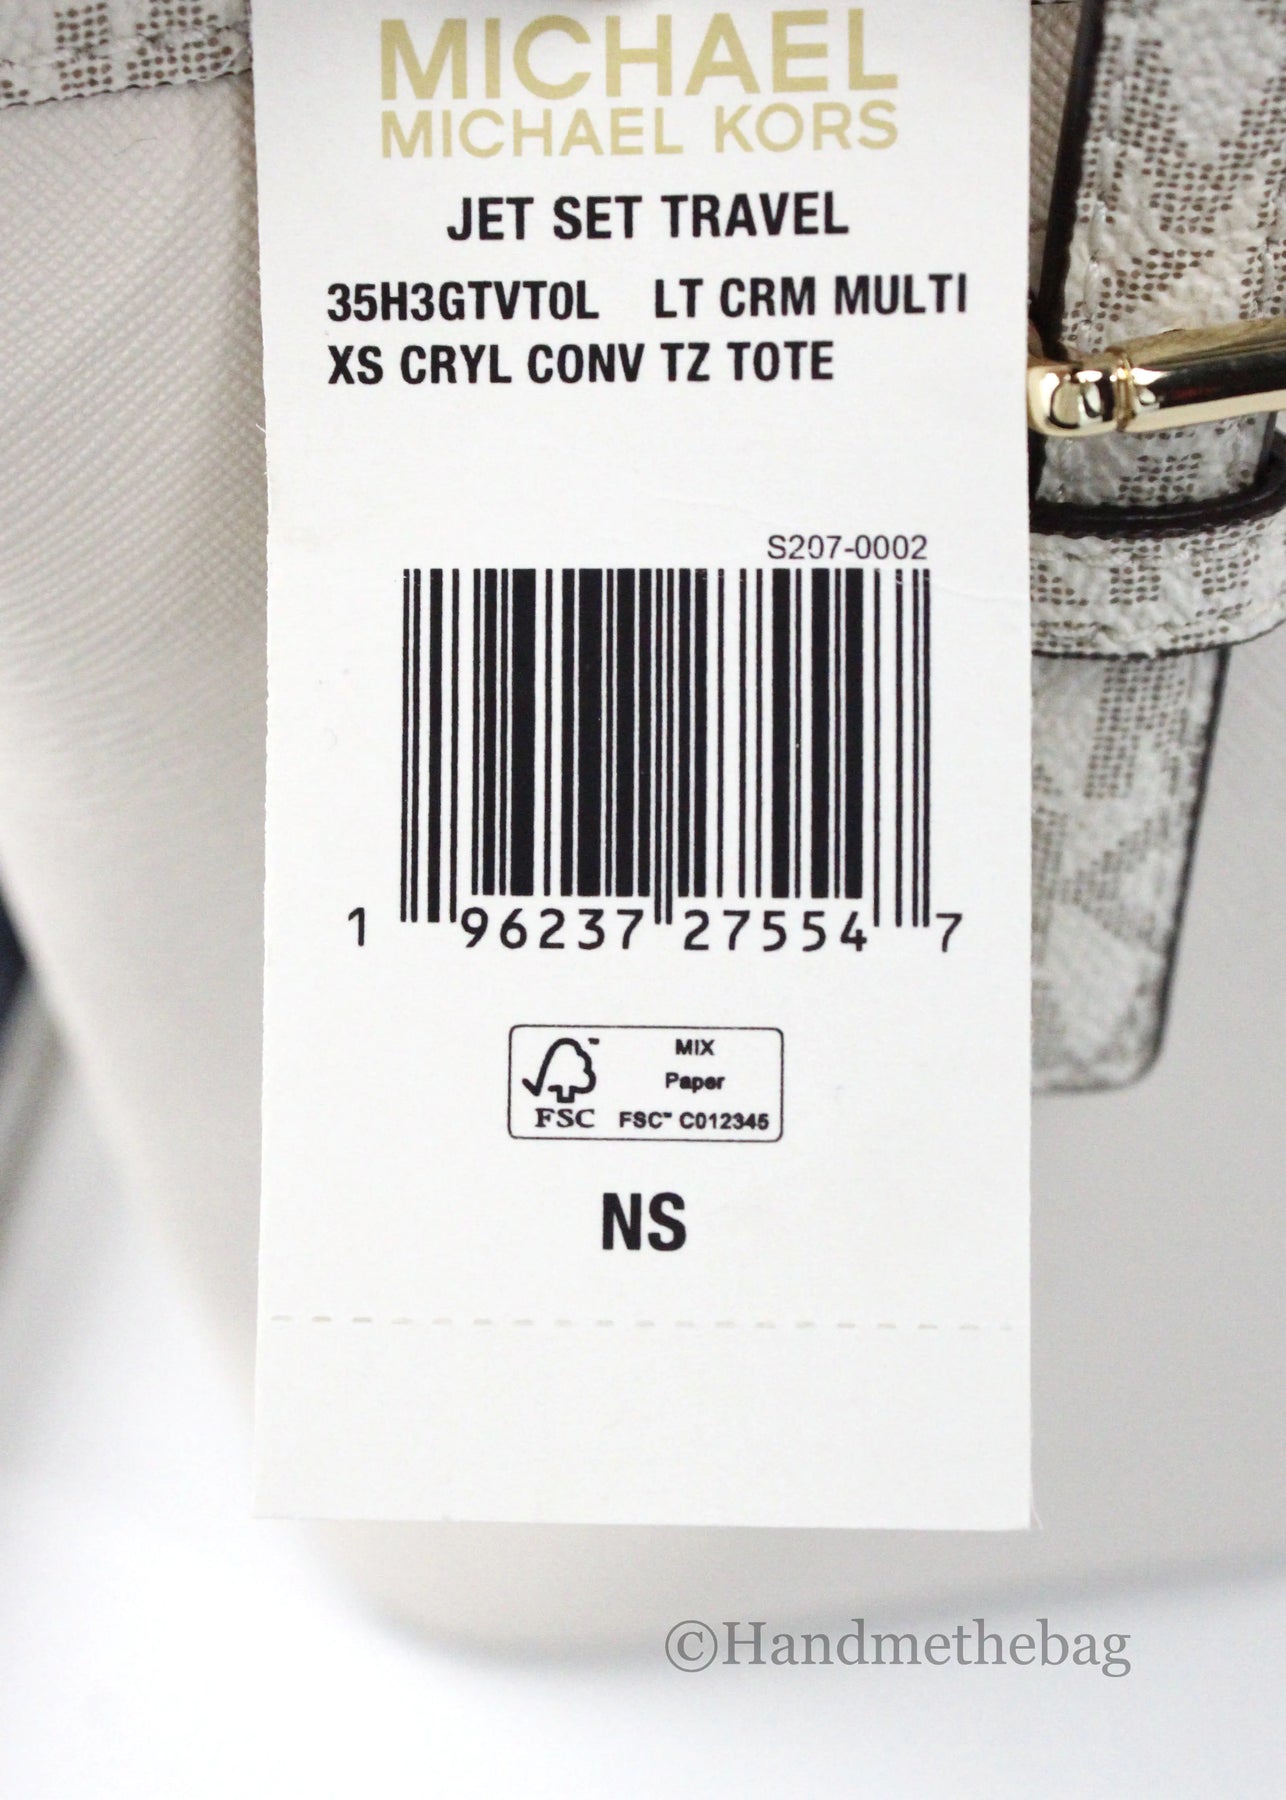 MICHAEL
MICHAEL KORS
JET SET TRAVEL
35H3GTVT0L LT CRM MULTI
XS CRYL CONV TZ TOTE
S207-0002
1 96237 27554 7
MIX
Paper
FSC™ C012345
FSC
NS
©Handmethebag